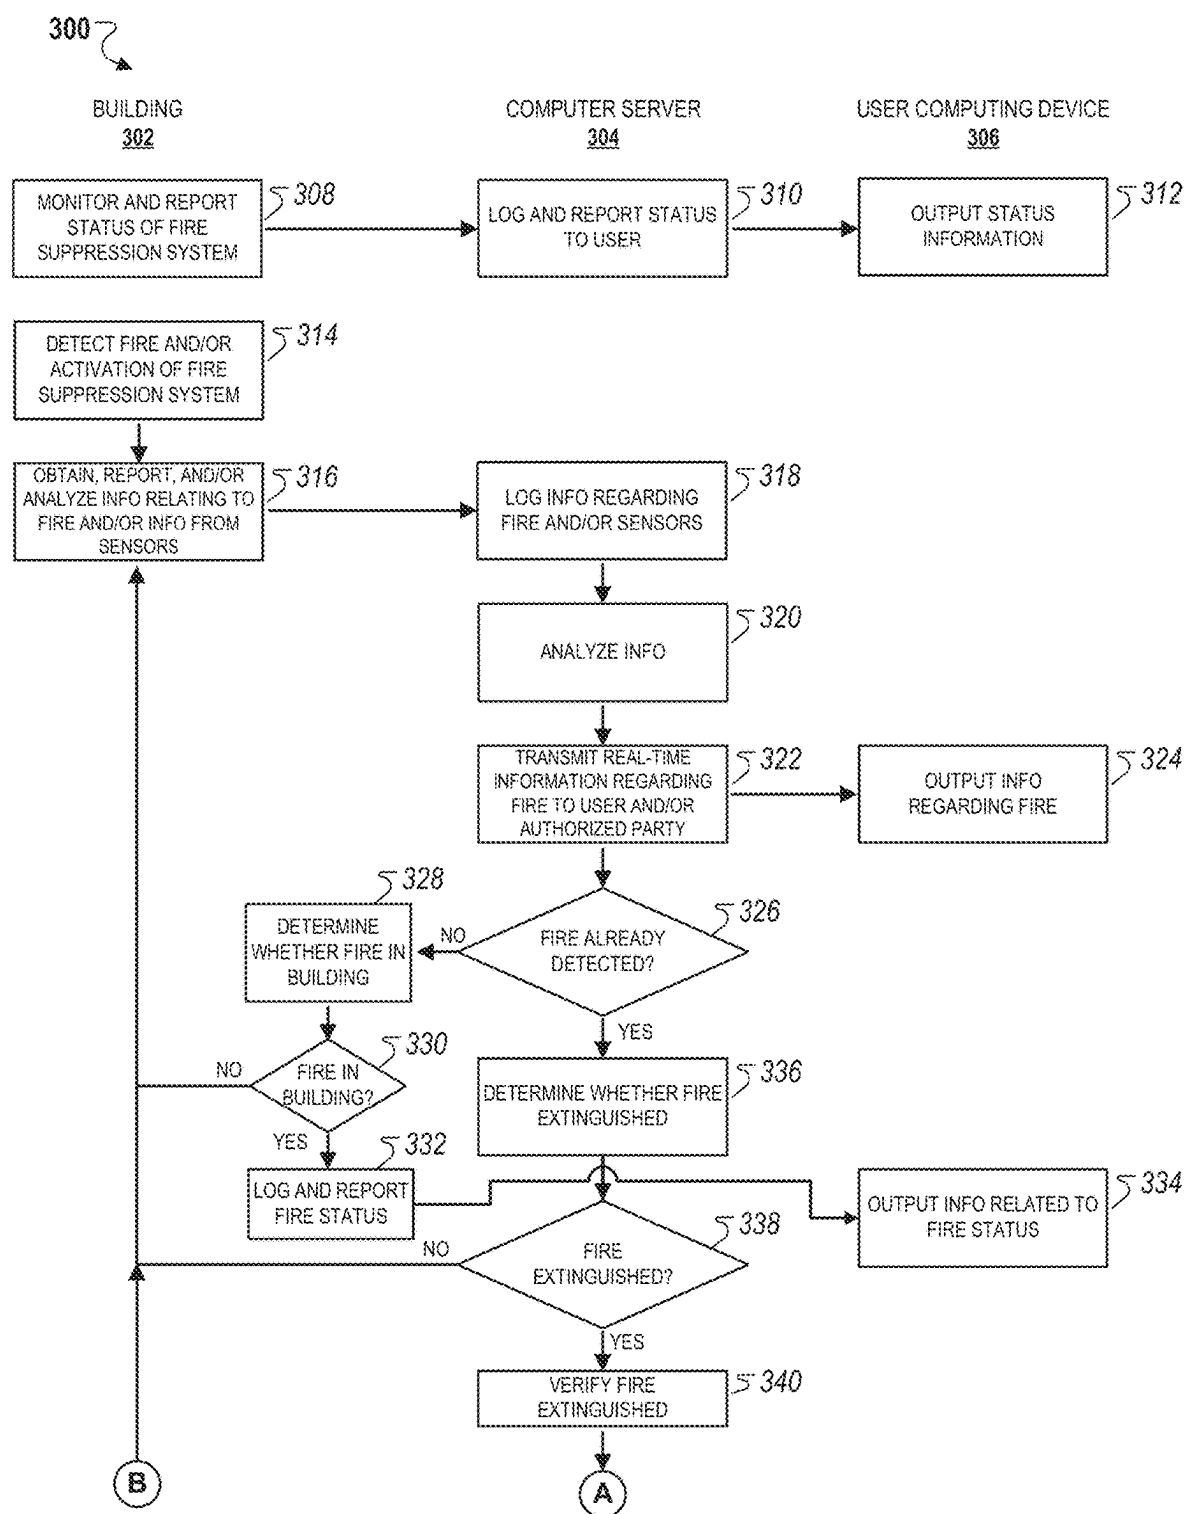 300
BUILDING
302
COMPUTER SERVER
304
USER COMPUTING DEVICE
306
MONITOR AND REPORT
STATUS OF FIRE
SUPPRESSION SYSTEM
308
LOG AND REPORT STATUS
TO USER
310
OUTPUT STATUS
INFORMATION
312
DETECT FIRE AND/OR
ACTIVATION OF FIRE
SUPPRESSION SYSTEM
314
OBTAIN, REPORT, AND/OR
ANALYZE INFO RELATING TO
FIRE AND/OR INFO FROM
SENSORS
316
LOG INFO REGARDING
FIRE AND/OR SENSORS
318
ANALYZE INFO
320
TRANSMIT REAL-TIME
INFORMATION REGARDING
FIRE TO USER AND/OR
AUTHORIZED PARTY
322
OUTPUT INFO
REGARDING FIRE
324
FIRE ALREADY
DETECTED?
326
NO
YES
DETERMINE
WHETHER FIRE IN
BUILDING
328
FIRE IN
BUILDING?
330
NO
YES
LOG AND REPORT
FIRE STATUS
332
OUTPUT INFO RELATED TO
FIRE STATUS
334
DETERMINE WHETHER FIRE
EXTINGUISHED
336
FIRE
EXTINGUISHED?
338
NO
YES
VERIFY FIRE
EXTINGUISHED
340
B
A